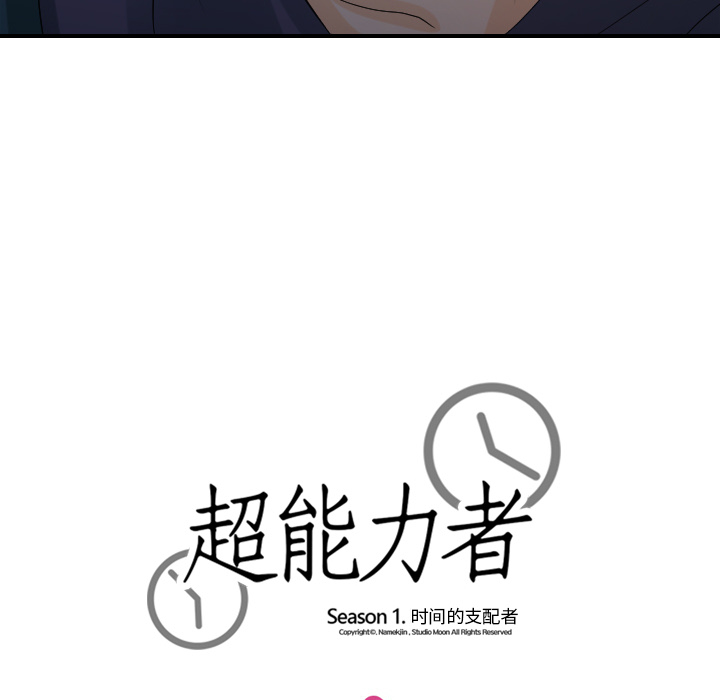 超能力者
Season 1. 时间的支配者
Copyright©. Namekjin , Studio Moon All Rights Reserved